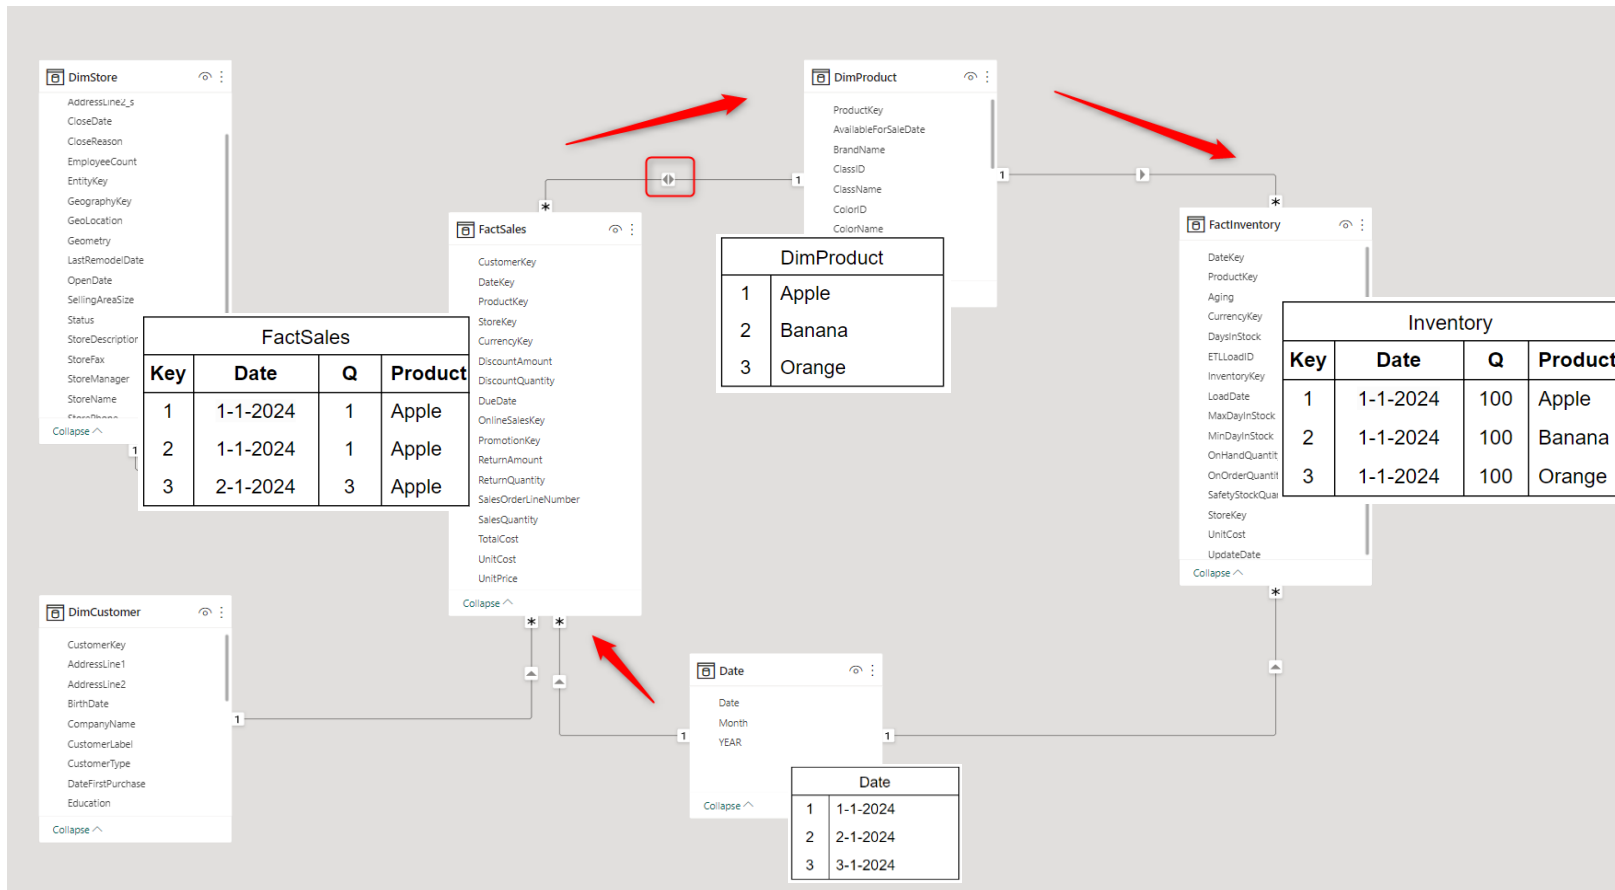 DimStore
AddressLine2_s
CloseDate
CloseReason
EmployeeCount
EntityKey
GeographyKey
GeoLocation
Geometry
LastRemodelDate
OpenDate
SellingAreaSize
Status
StoreDescription
StoreFax
StoreManager
StoreName
StorePhone
Collapse
1
FactSales
Key Date Q Product
1 1-1-2024 1 Apple
2 1-1-2024 1 Apple
3 2-1-2024 3 Apple
*
FactSales
CustomerKey
DateKey
ProductKey
StoreKey
CurrencyKey
DiscountAmount
DiscountQuantity
DueDate
OnlineSalesKey
PromotionKey
ReturnAmount
ReturnQuantity
SalesOrderLineNumber
SalesQuantity
TotalCost
UnitCost
UnitPrice
Collapse
* *
1
DimProduct
ProductKey
AvailableForSaleDate
BrandName
ClassID
ClassName
ColorID
ColorName
1
DimProduct
1 Apple
2 Banana
3 Orange
*
FactInventory
DateKey
ProductKey
Aging
CurrencyKey
DaysInStock
ETLLoadID
InventoryKey
LoadDate
MaxDayInStock
MinDayInStock
OnHandQuantit
OnOrderQuantit
SafetyStockQua
StoreKey
UnitCost
UpdateDate
Collapse
*
Inventory
Key Date Q Product
1 1-1-2024 100 Apple
2 1-1-2024 100 Banana
3 1-1-2024 100 Orange
DimCustomer
CustomerKey
AddressLine1
AddressLine2
BirthDate
CompanyName
CustomerLabel
CustomerType
DateFirstPurchase
Education
Collapse
1
1
Date
Date
Month
YEAR
Collapse
1
Date
1 1-1-2024
2 2-1-2024
3 3-1-2024